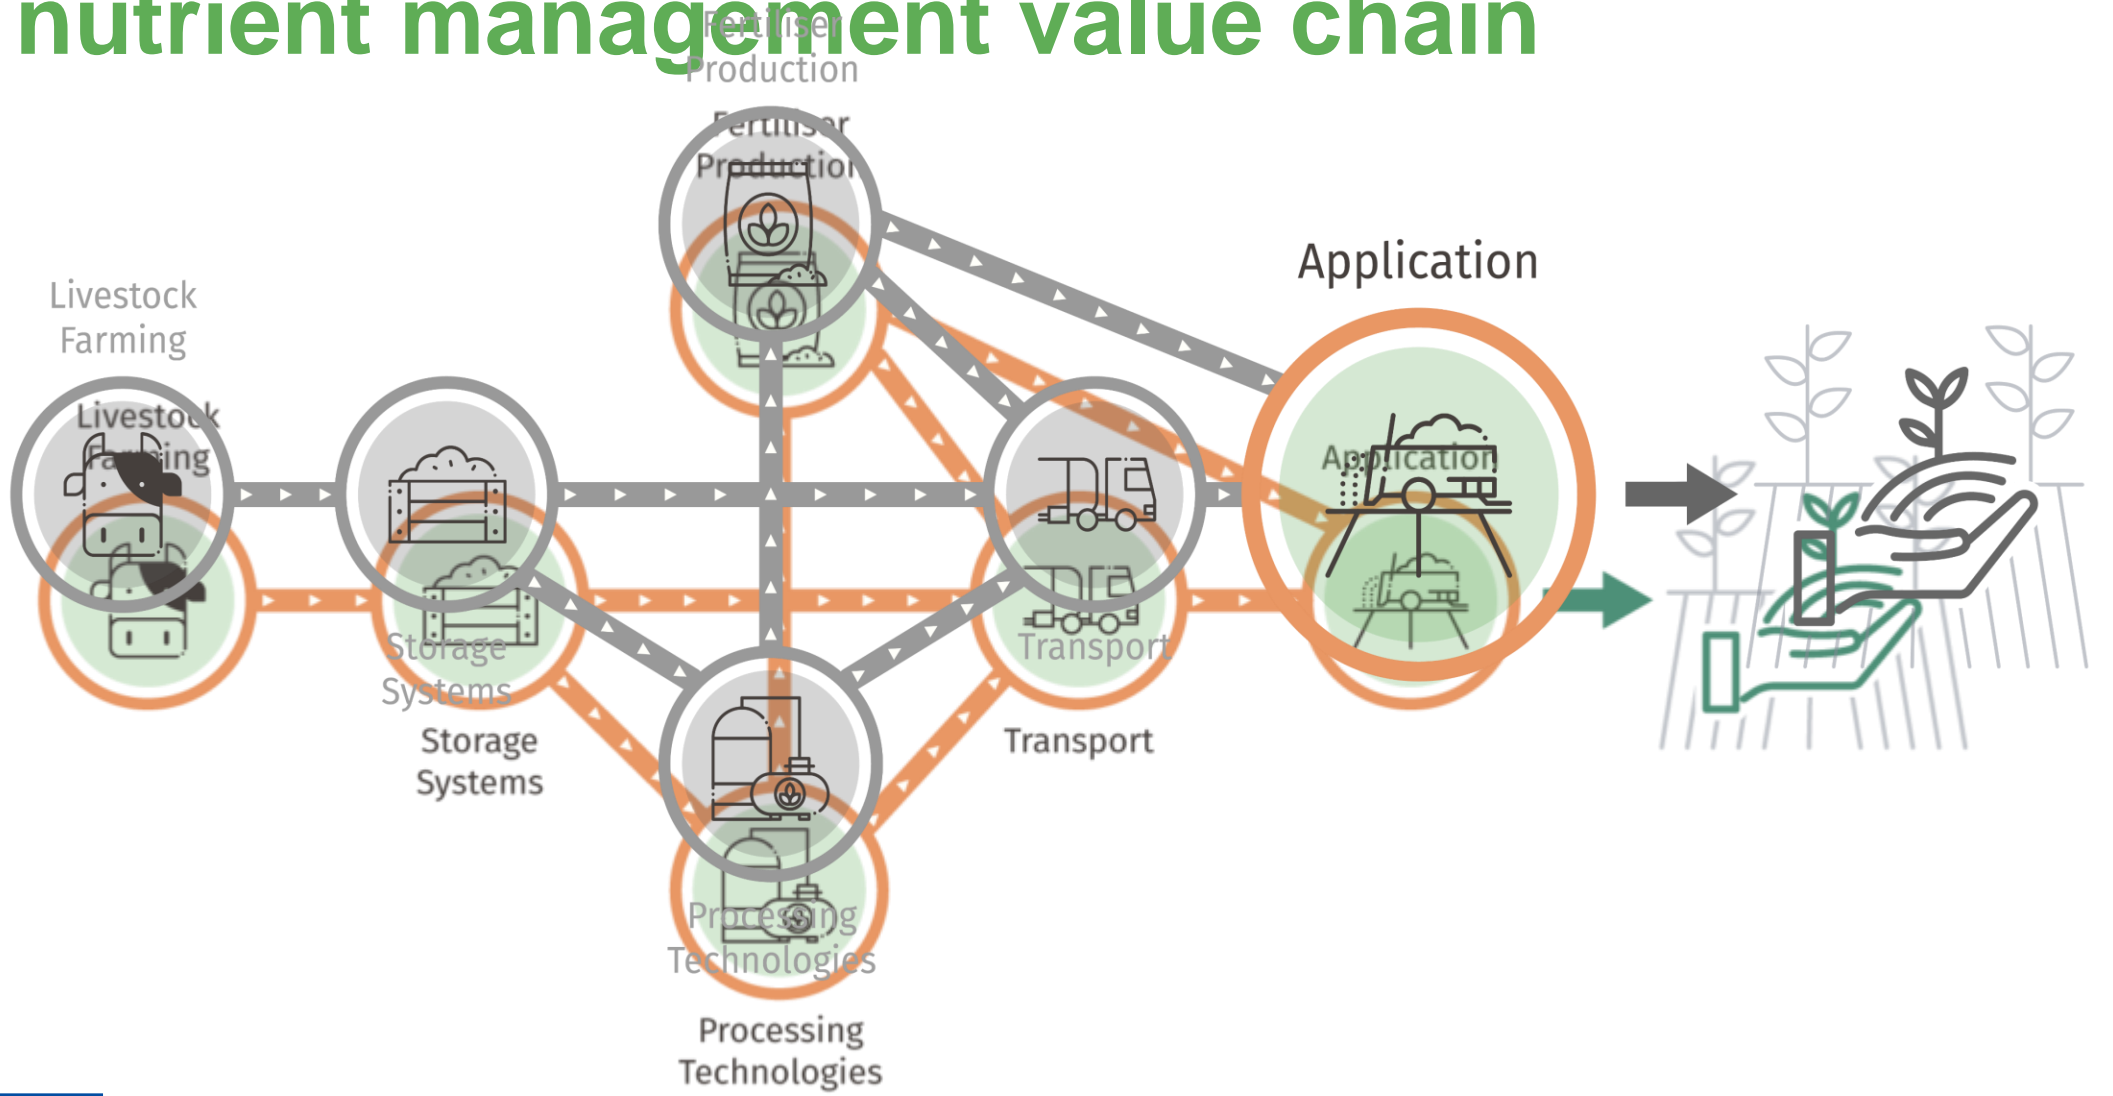 nutrient management value chain
Fertiliser
Production
Fertiliser
Production
Application
Livestock
Farming
Livestock
Farming
Application
Storage
Systems
Transport
Storage
Systems
Transport
Processing
Technologies
Processing
Technologies